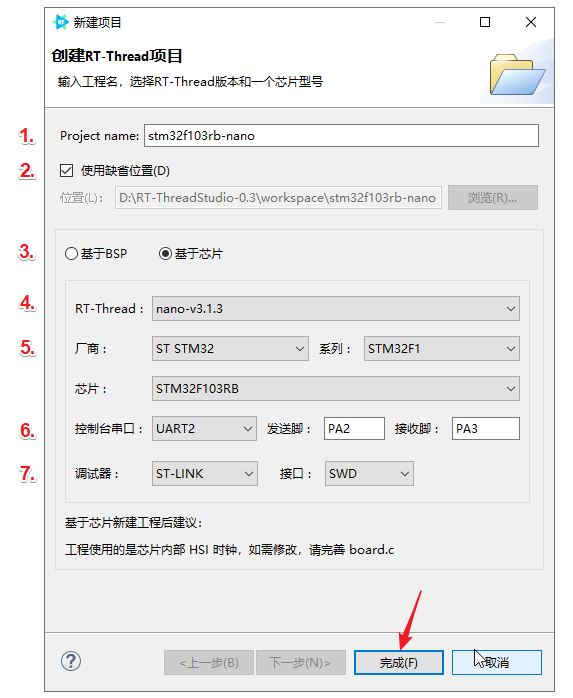 RT 新建项目
创建RT-Thread项目
输入工程名，选择RT-Thread版本和一个芯片型号
1. Project name: stm32f103rb-nano
2. 使用缺省位置(D)
位置(L): D:\RT-ThreadStudio-0.3\workspace\stm32f103rb-nano 浏览(R)...
3. 基于BSP 基于芯片
4. RT-Thread : nano-v3.1.3
5. 厂商 : ST STM32 系列 : STM32F1
芯片 : STM32F103RB
6. 控制台串口 : UART2 发送脚 : PA2 接收脚 : PA3
7. 调试器 : ST-LINK 接口 : SWD
基于芯片新建工程后建议:
工程使用的是芯片内部 HSI 时钟，如需修改，请完善 board.c
? <上一步(B) 下一步(N)> 完成(F) 取消